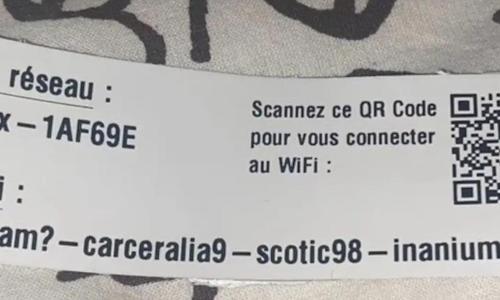 réseau :
x-1AF69E
Scannez ce QR Code
pour vous connecter
au WiFi :
i :
am?-carceralia9-scotic98-inanium